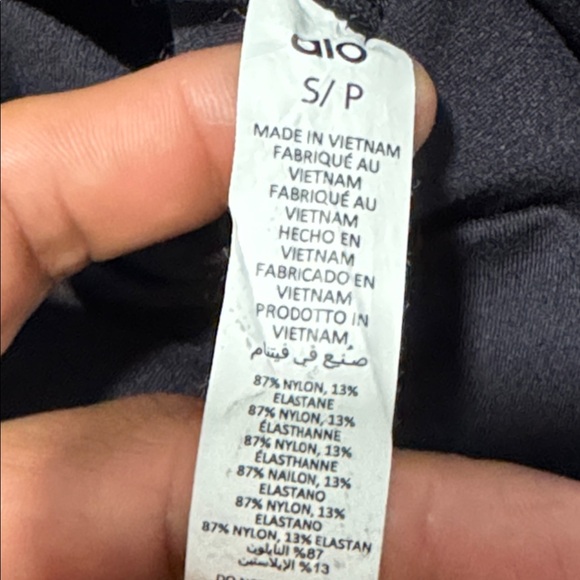 alo
S/ P
MADE IN VIETNAM
FABRIQUÉ AU
VIETNAM
FABRIQUÉ AU
VIETNAM
HECHO EN
VIETNAM
FABRICADO EN
VIETNAM
PRODOTTO IN
VIETNAM
صُنِع في فيتنام
87% NYLON, 13%
ELASTANE
87% NYLON, 13%
ÉLASTHANNE
87% NYLON, 13%
ÉLASTHANNE
87% NAILON, 13%
ELASTANO
87% NYLON, 13%
ELASTANO
87% NYLON, 13% ELASTAN
87% النايلون
13% الإيلاستين